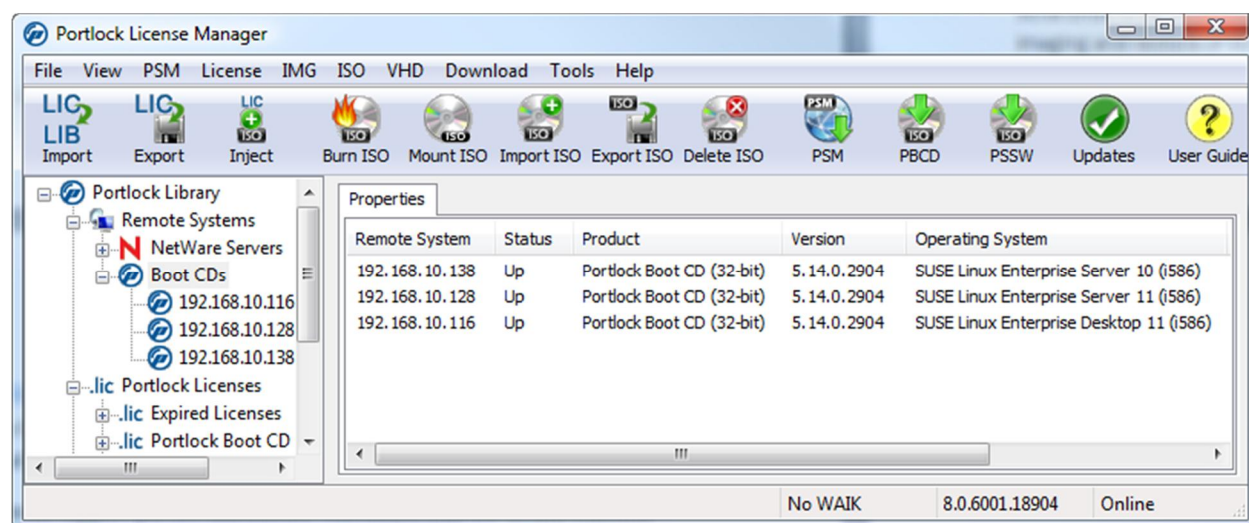 Portlock License Manager
File View PSM License IMG ISO VHD Download Tools Help
LIC LIB Import
LIC Export
LIC ISO Inject
ISO Burn ISO
ISO Mount ISO
ISO Import ISO
ISO Export ISO
ISO Delete ISO
PSM PSM
ISO PBCD
ISO PSSW
Updates
? User Guide
Portlock Library
Remote Systems
N NetWare Servers
Boot CDs
192.168.10.116
192.168.10.128
192.168.10.138
.lic Portlock Licenses
.lic Expired Licenses
.lic Portlock Boot CD
Properties
Remote System Status Product Version Operating System
192.168.10.138 Up Portlock Boot CD (32-bit) 5.14.0.2904 SUSE Linux Enterprise Server 10 (i586)
192.168.10.128 Up Portlock Boot CD (32-bit) 5.14.0.2904 SUSE Linux Enterprise Server 11 (i586)
192.168.10.116 Up Portlock Boot CD (32-bit) 5.14.0.2904 SUSE Linux Enterprise Desktop 11 (i586)
No WAIK 8.0.6001.18904 Online